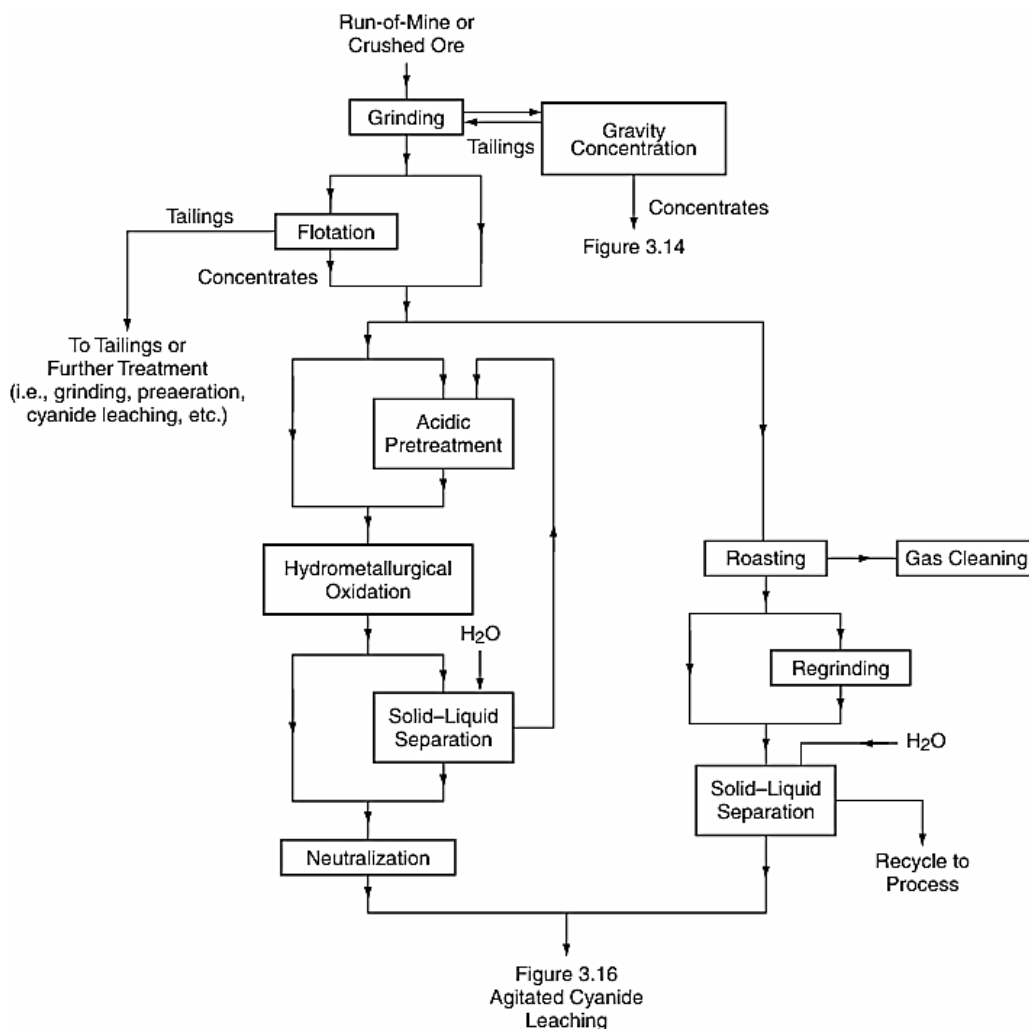 Run-of-Mine or
Crushed Ore
Grinding
Gravity
Concentration
Tailings
Concentrates
Figure 3.14
Tailings
Flotation
Concentrates
To Tailings or
Further Treatment
(i.e., grinding, preaeration,
cyanide leaching, etc.)
Acidic
Pretreatment
Hydrometallurgical
Oxidation
Roasting
Gas Cleaning
H2O
Regrinding
Solid–Liquid
Separation
H2O
Solid–Liquid
Separation
Neutralization
Recycle to
Process
Figure 3.16
Agitated Cyanide
Leaching